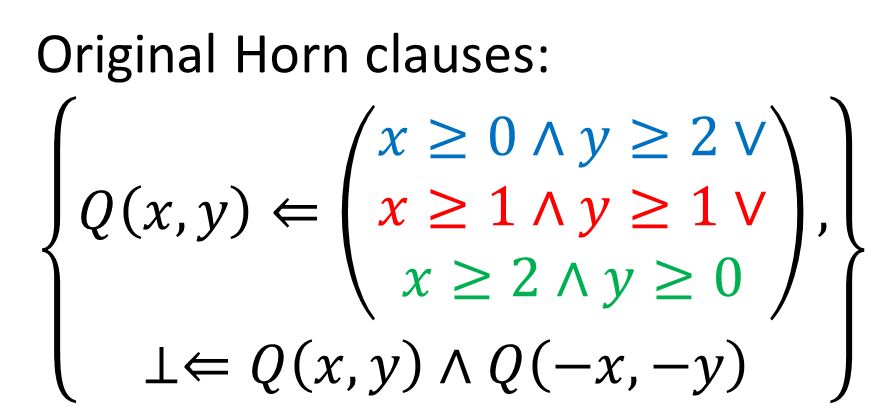 Original Horn clauses:
x ≥ 0 ∧ y ≥ 2 ∨
Q(x, y) ⇐ x ≥ 1 ∧ y ≥ 1 ∨ ,
x ≥ 2 ∧ y ≥ 0
⊥⇐ Q(x, y) ∧ Q(−x, −y)